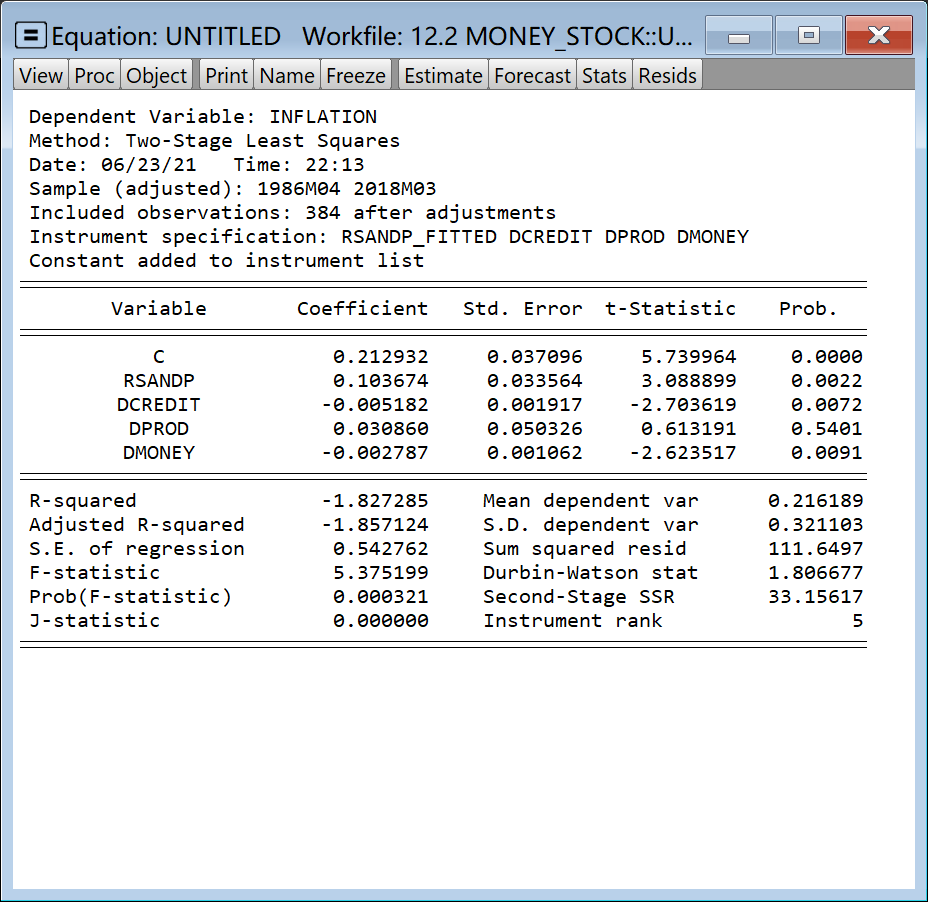 Equation: UNTITLED   Workfile: 12.2 MONEY_STOCK::U...
View Proc Object Print Name Freeze Estimate Forecast Stats Resids
Dependent Variable: INFLATION
Method: Two-Stage Least Squares
Date: 06/23/21   Time: 22:13
Sample (adjusted): 1986M04 2018M03
Included observations: 384 after adjustments
Instrument specification: RSANDP_FITTED DCREDIT DPROD DMONEY
Constant added to instrument list
Variable Coefficient Std. Error t-Statistic Prob.
C 0.212932 0.037096 5.739964 0.0000
RSANDP 0.103674 0.033564 3.088899 0.0022
DCREDIT -0.005182 0.001917 -2.703619 0.0072
DPROD 0.030860 0.050326 0.613191 0.5401
DMONEY -0.002787 0.001062 -2.623517 0.0091
R-squared -1.827285 Mean dependent var 0.216189
Adjusted R-squared -1.857124 S.D. dependent var 0.321103
S.E. of regression 0.542762 Sum squared resid 111.6497
F-statistic 5.375199 Durbin-Watson stat 1.806677
Prob(F-statistic) 0.000321 Second-Stage SSR 33.15617
J-statistic 0.000000 Instrument rank 5